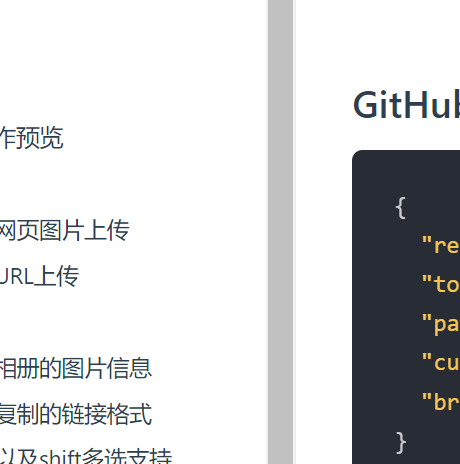 作预览
网页图片上传
URL上传
相册的图片信息
复制的链接格式
以及shift多选支持
GitHub
{
"re
"to
"pa
"cu
"br
}